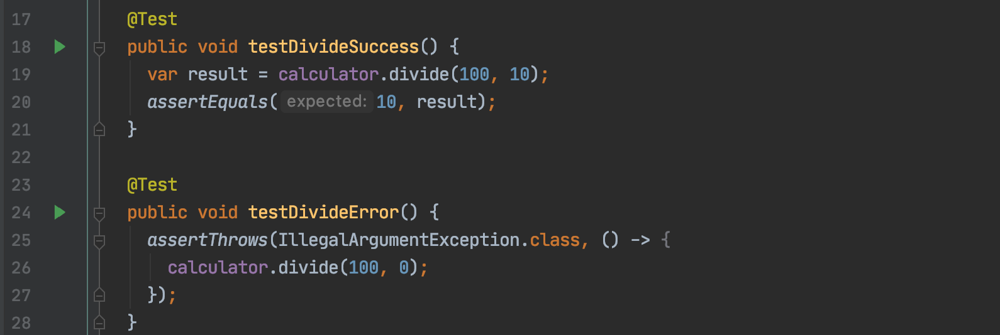 17 @Test
18 public void testDivideSuccess() {
19 var result = calculator.divide(100, 10);
20 assertEquals( expected: 10, result);
21 }
22
23 @Test
24 public void testDivideError() {
25 assertThrows(IllegalArgumentException.class, () -> {
26 calculator.divide(100, 0);
27 });
28 }